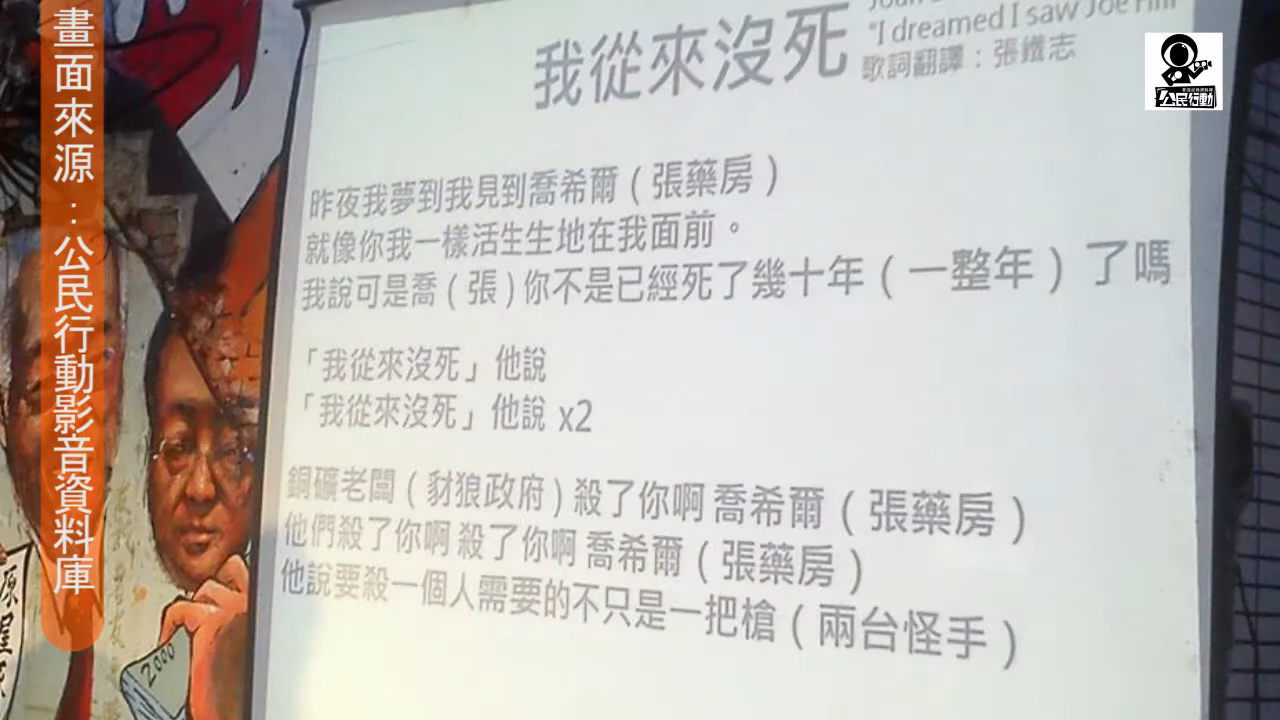 畫面來源：公民行動影音資料庫
公民行動
我從來沒死
"I dreamed I saw Joe Hill"
歌詞翻譯：張鐵志
昨夜我夢到我見到喬希爾（張藥房）
就像你我一樣活生生地在我面前。
我說可是喬（張）你不是已經死了幾十年（一整年）了嗎
「我從來沒死」他說
「我從來沒死」他說 x2
銅礦老闆（豺狼政府）殺了你啊 喬希爾（張藥房）
他們殺了你啊 殺了你啊 喬希爾（張藥房）
他說要殺一個人需要的不只是一把槍（兩台怪手）
2000